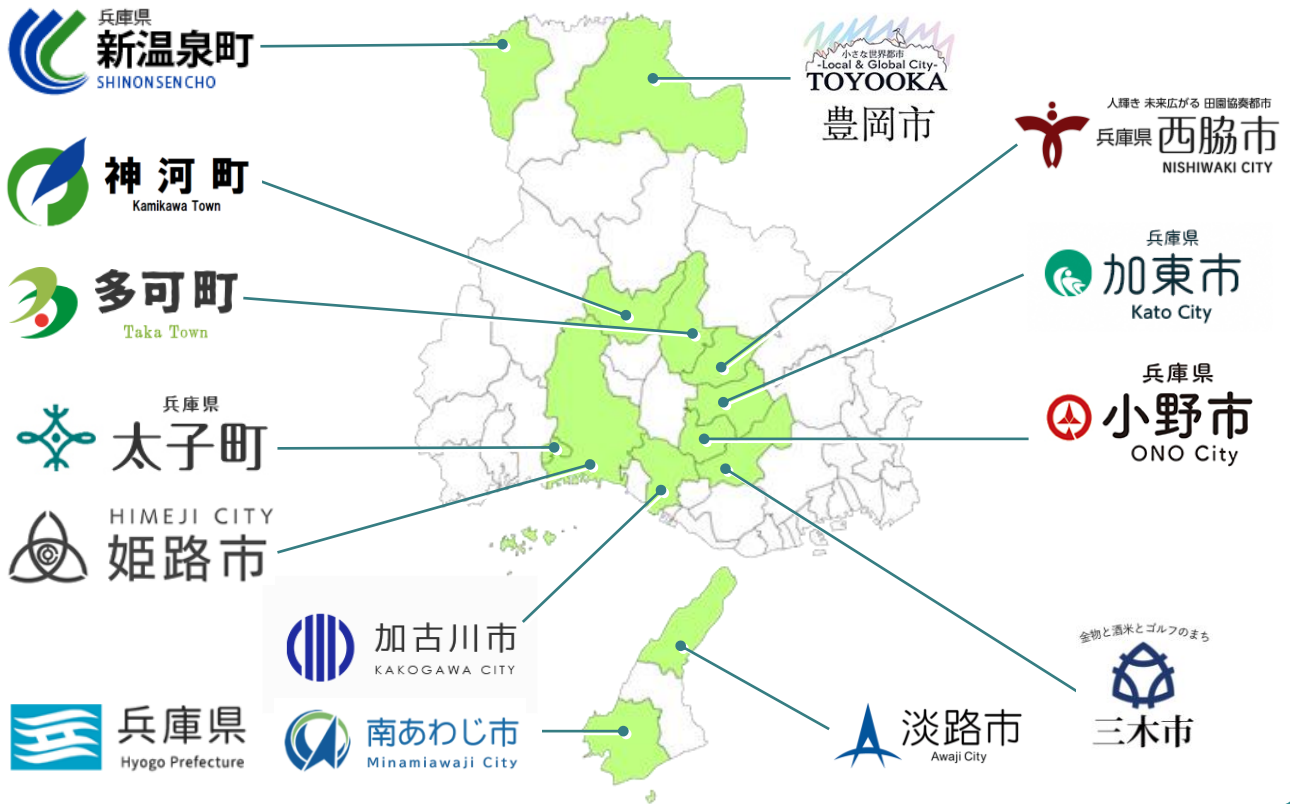 兵庫県
新温泉町
SHINONSENCHO
小さな世界都市
-Local & Global City-
TOYOOKA
豊岡市
人輝き 未来広がる 田園協奏都市
兵庫県 西脇市
NISHIWAKI CITY
神河町
Kamikawa Town
兵庫県
加東市
Kato City
多可町
Taka Town
兵庫県
小野市
ONO City
兵庫県
太子町
HIMEJI CITY
姫路市
加古川市
KAKOGAWA CITY
金物と酒米とゴルフのまち
三木市
兵庫県
Hyogo Prefecture
南あわじ市
Minamiawaji City
淡路市
Awaji City